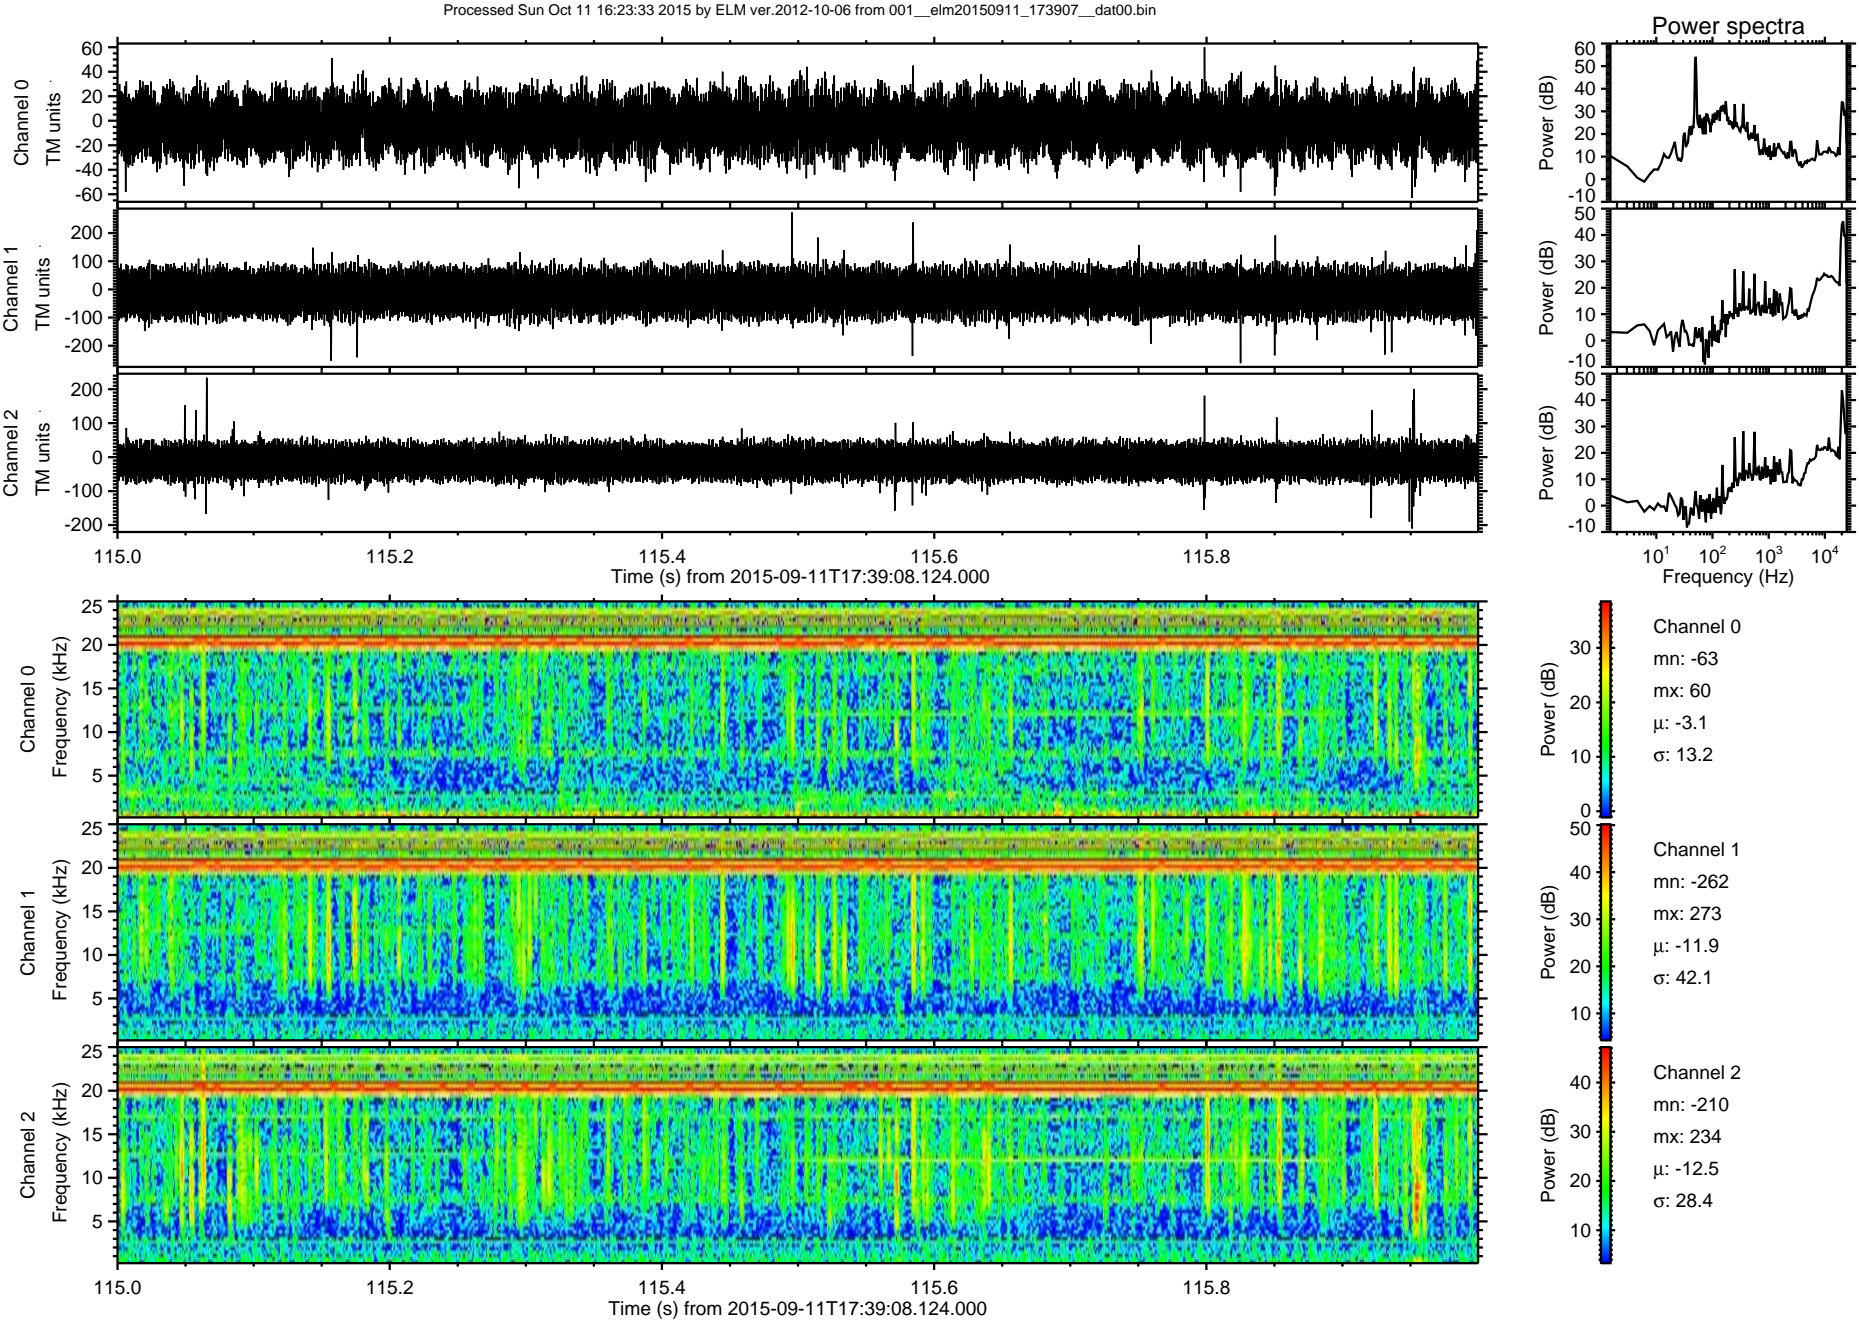 Processed Sun Oct 11 16:23:33 2015 by ELM ver.2012-10-06 from 001__elm20150911_173907__dat00.bin
Power spectra
Channel 0
TM units
60
40
20
0
-20
-40
-60
Power (dB)
60
50
40
30
20
10
0
-10
Channel 1
TM units
200
100
0
-100
-200
Power (dB)
50
40
30
20
10
0
-10
Channel 2
TM units
200
100
0
-100
-200
Power (dB)
50
40
30
20
10
0
-10
115.0 115.2 115.4 115.6 115.8
Time (s) from 2015-09-11T17:39:08.124.000
10¹ 10² 10³ 10⁴
Frequency (Hz)
Channel 0
Frequency (kHz)
25
20
15
10
5
Power (dB)
30
20
10
0
Channel 0
mn: -63
mx: 60
μ: -3.1
σ: 13.2
Channel 1
Frequency (kHz)
25
20
15
10
5
Power (dB)
50
40
30
20
10
Channel 1
mn: -262
mx: 273
μ: -11.9
σ: 42.1
Channel 2
Frequency (kHz)
25
20
15
10
5
Power (dB)
40
30
20
10
Channel 2
mn: -210
mx: 234
μ: -12.5
σ: 28.4
115.0 115.2 115.4 115.6 115.8
Time (s) from 2015-09-11T17:39:08.124.000